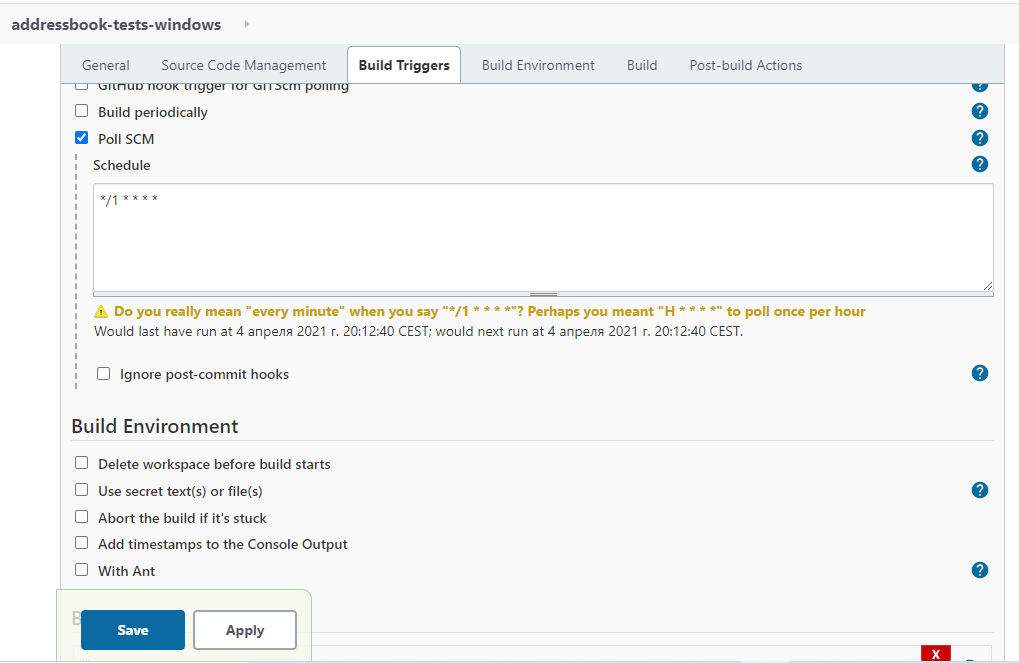 addressbook-tests-windows
General Source Code Management Build Triggers Build Environment Build Post-build Actions
GitHub hook trigger for GITScm polling
Build periodically
Poll SCM
Schedule
*/1 * * * *
Do you really mean "every minute" when you say "*/1 * * * *"? Perhaps you meant "H * * * *" to poll once per hour
Would last have run at 4 апреля 2021 г. 20:12:40 CEST; would next run at 4 апреля 2021 г. 20:12:40 CEST.
Ignore post-commit hooks
Build Environment
Delete workspace before build starts
Use secret text(s) or file(s)
Abort the build if it's stuck
Add timestamps to the Console Output
With Ant
Save Apply
X